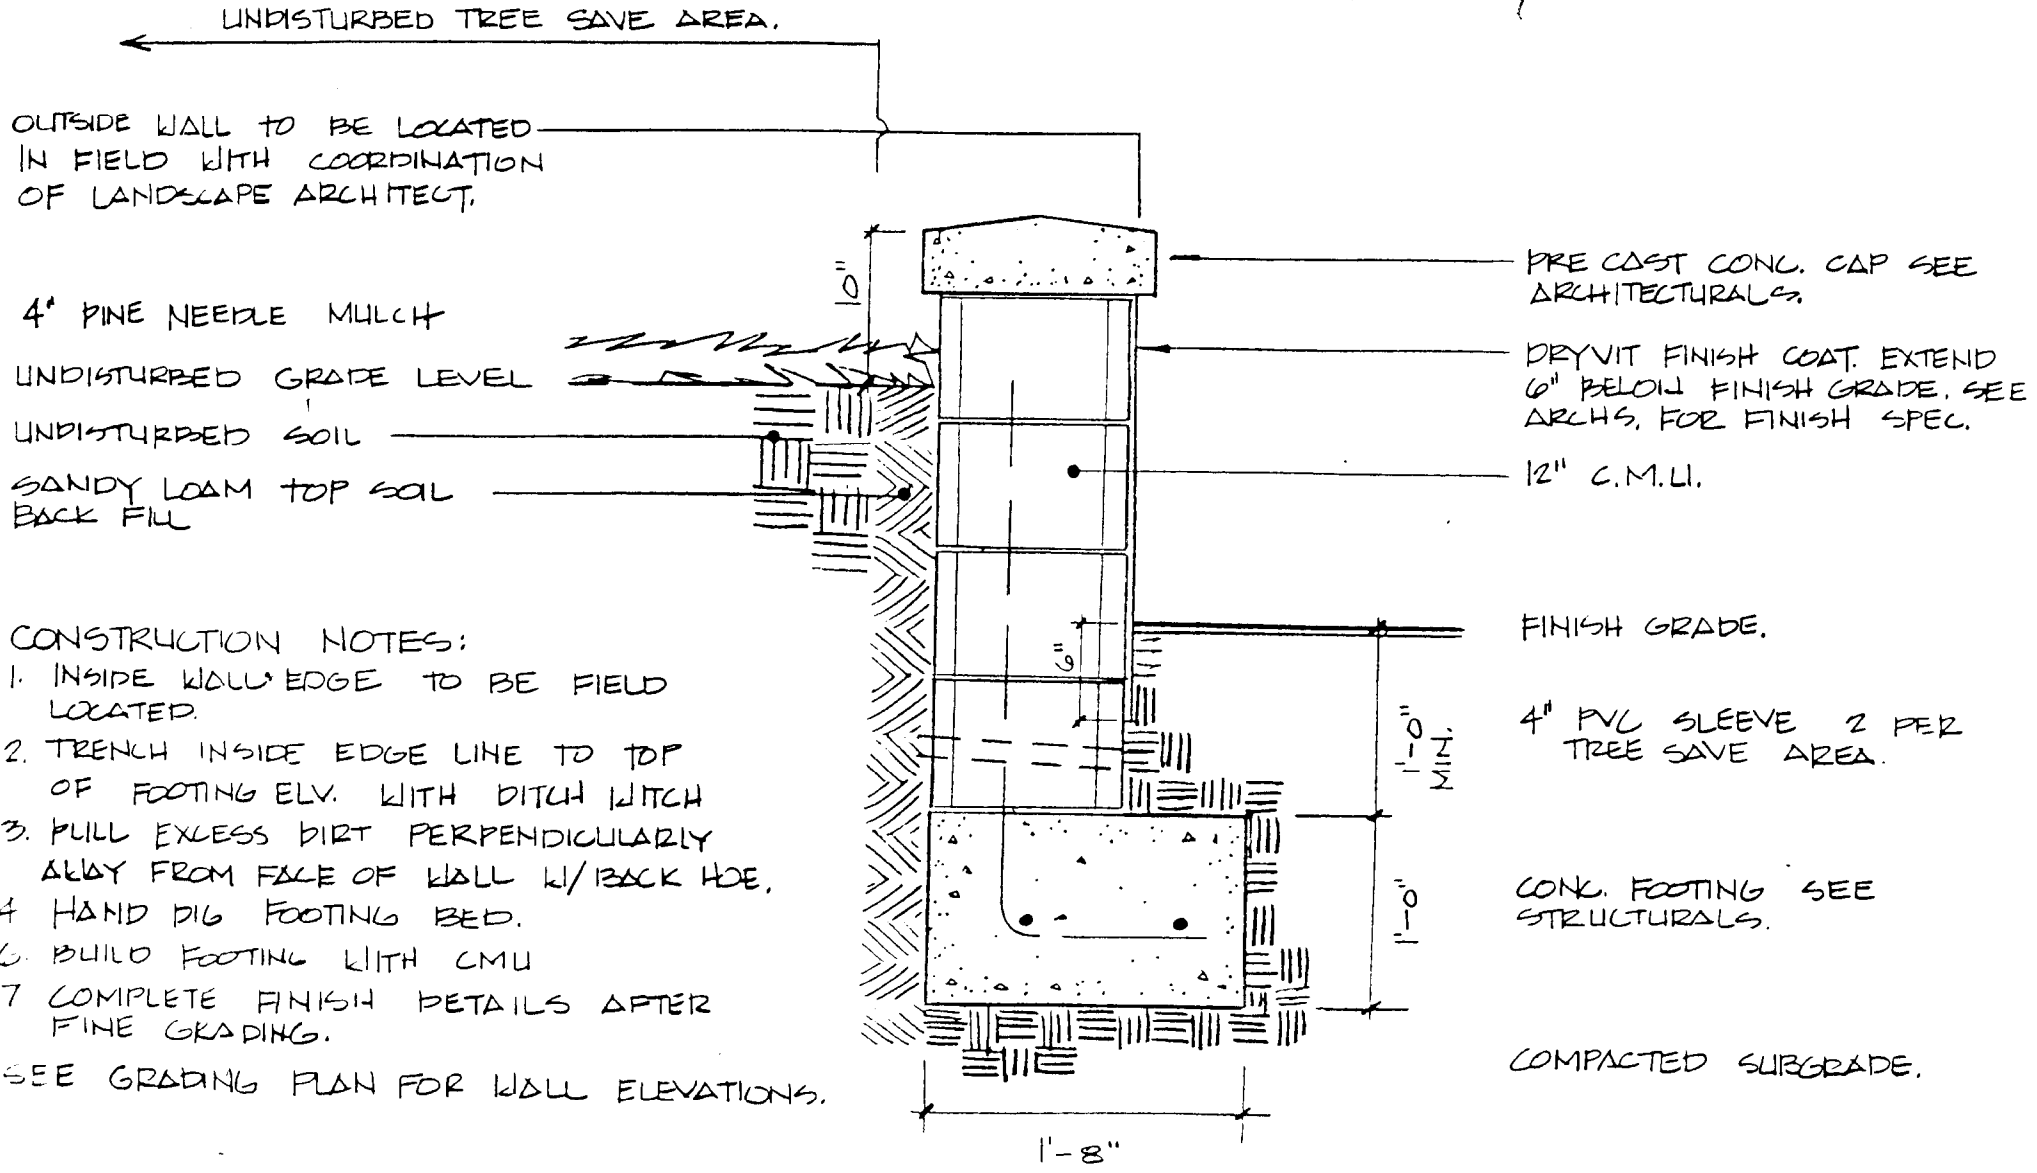 UNDISTURBED TREE SAVE AREA.
OUTSIDE WALL TO BE LOCATED
IN FIELD WITH COORDINATION
OF LANDSCAPE ARCHITECT.
10"
4" PINE NEEDLE MULCH
UNDISTURBED GRADE LEVEL
UNDISTURBED SOIL
SANDY LOAM TOP SOIL
BACK FILL
PRE CAST CONC. CAP SEE
ARCHITECTURALS.
DRYVIT FINISH COAT. EXTEND
6" BELOW FINISH GRADE. SEE
ARCHS. FOR FINISH SPEC.
12" C.M.U.
FINISH GRADE.
6"
4" PVC SLEEVE 2 PER
TREE SAVE AREA.
1'-0"
MIN.
CONC. FOOTING SEE
STRUCTURALS.
1'-0"
COMPACTED SUBGRADE.
1'-8"
CONSTRUCTION NOTES:
1. INSIDE WALL EDGE TO BE FIELD
LOCATED.
2. TRENCH INSIDE EDGE LINE TO TOP
OF FOOTING ELV. WITH DITCH WITCH
3. PULL EXCESS DIRT PERPENDICULARLY
AWAY FROM FACE OF WALL W/BACK HOE.
4 HAND DIG FOOTING BED.
6. BUILD FOOTING WITH CMU
7 COMPLETE FINISH DETAILS AFTER
FINE GRADING.
SEE GRADING PLAN FOR WALL ELEVATIONS.